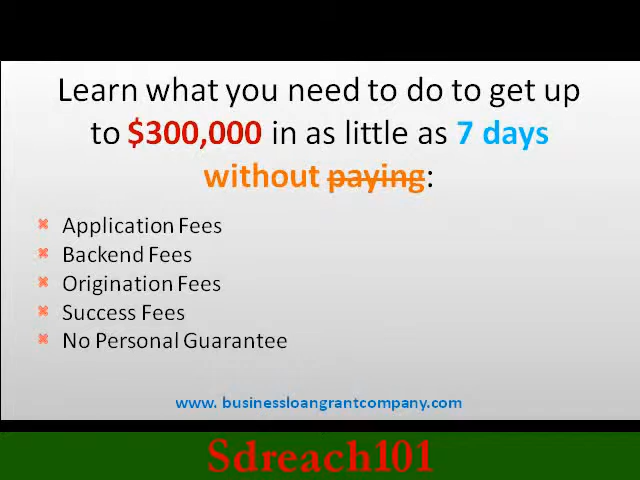 Learn what you need to do to get up
to $300,000 in as little as 7 days
without paying:
Application Fees
Backend Fees
Origination Fees
Success Fees
No Personal Guarantee
www. businessloangrantcompany.com
Sdreach101